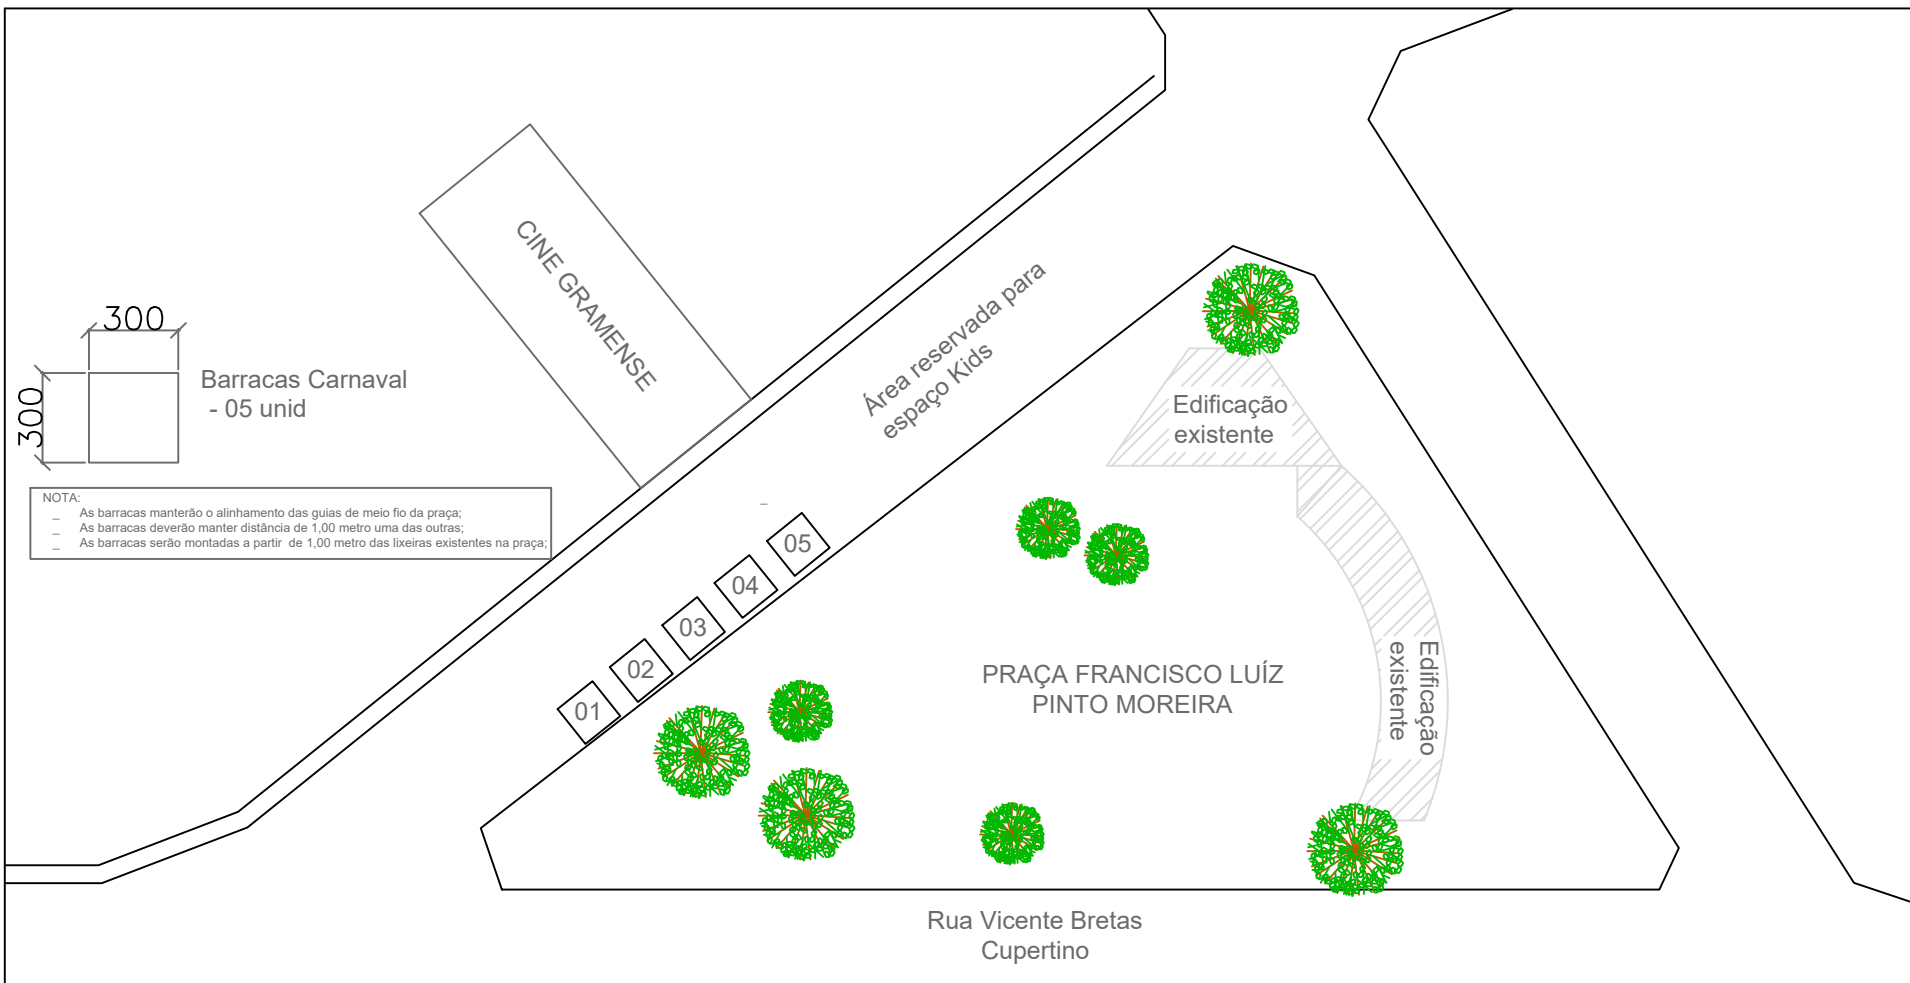 CINE GRAMENSE
Área reservada para
espaço Kids
300
300
Barracas Carnaval
- 05 unid
Edificação
existente
NOTA:
_ As barracas manterão o alinhamento das guias de meio fio da praça;
_ As barracas deverão manter distância de 1,00 metro uma das outras;
_ As barracas serão montadas a partir de 1,00 metro das lixeiras existentes na praça;
05
04
03
02
01
PRAÇA FRANCISCO LUÍZ
PINTO MOREIRA
Edificação
existente
Rua Vicente Bretas
Cupertino